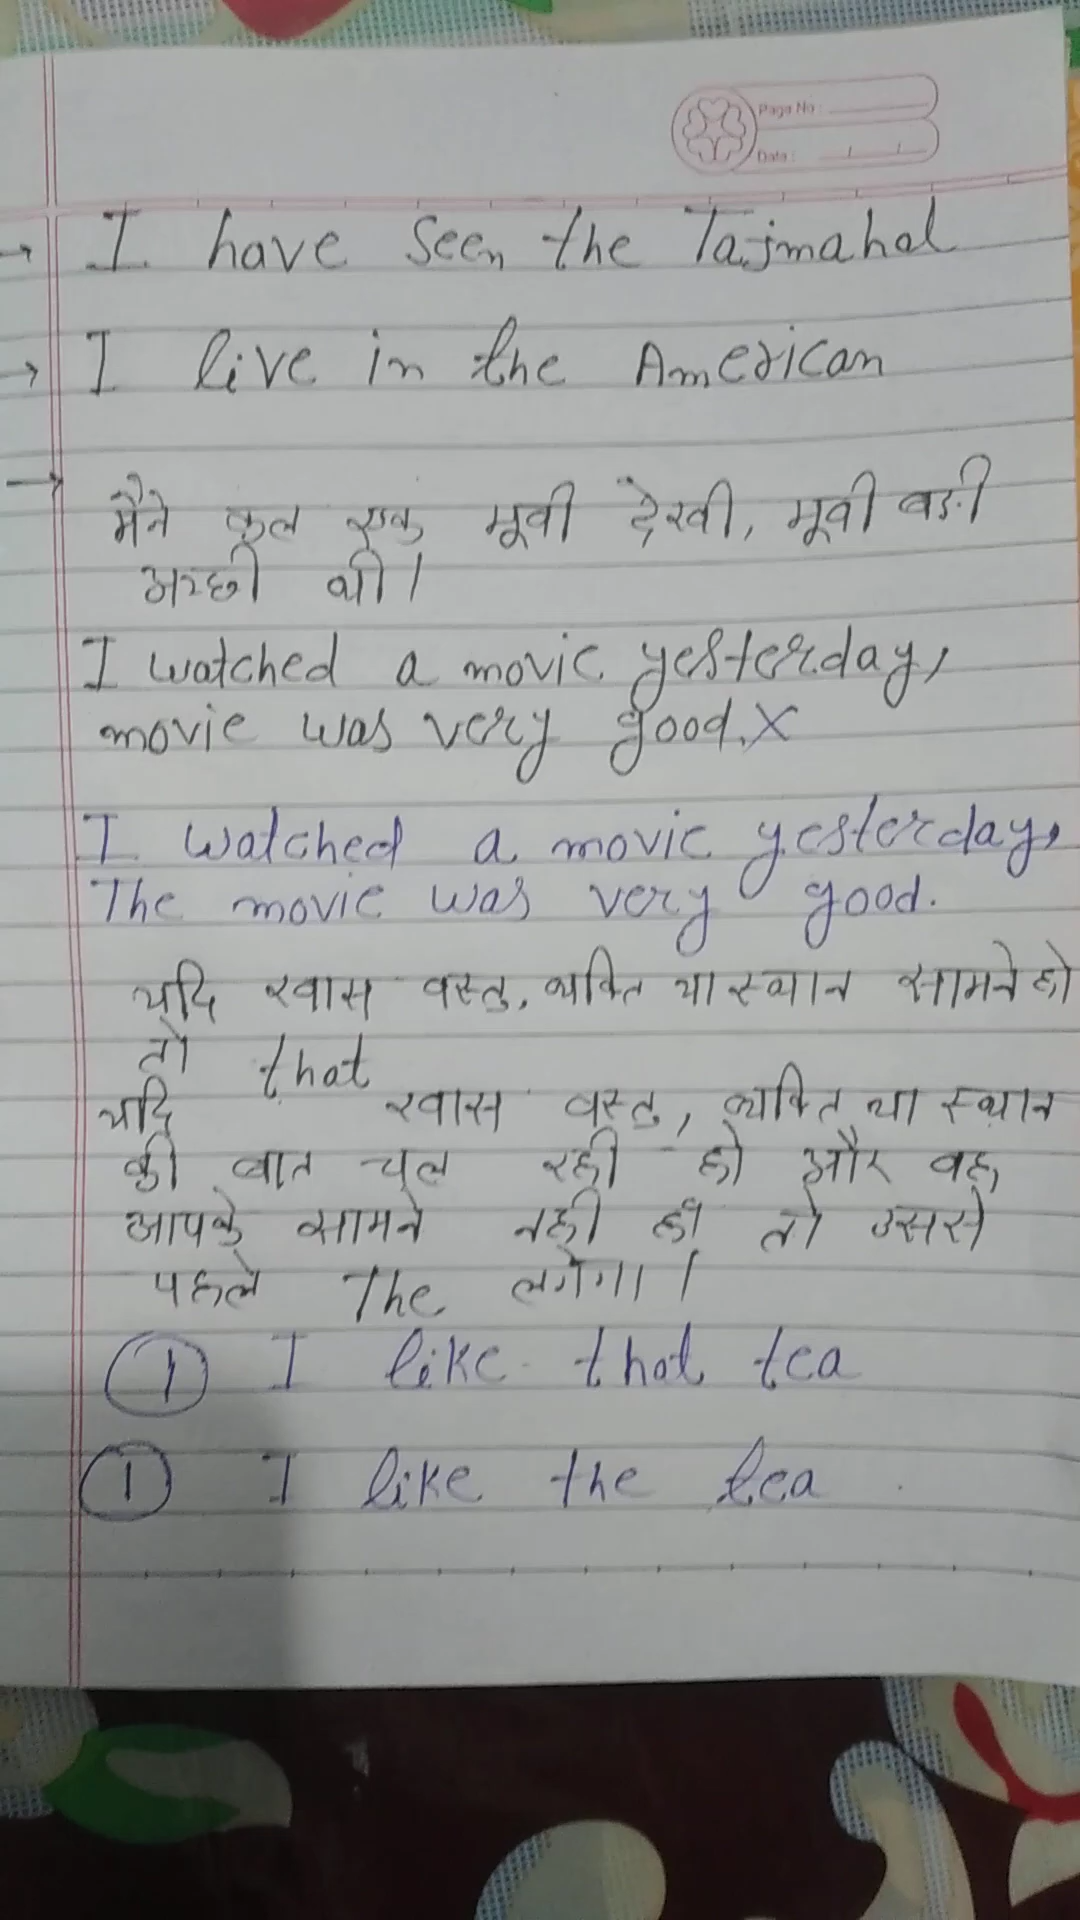 Page No :
Date :
→ I have Seen the Tajmahal
→ I live in the American
→ मैने कल एक मूवी देखी, मूवी बड़ी
अच्छी थी।
I watched a movie yesterday,
movie was very good. X
I watched a movie yesterday,
The movie was very good.
यदि खास वस्तु, व्यक्ति या स्थान सामने हो
तो that
यदि खास वस्तु, व्यक्ति या स्थान
की बात चल रही हो और वह
आपके सामने नही हो तो उससे
पहले The लगेगा।
① I like that tea
① I like the tea